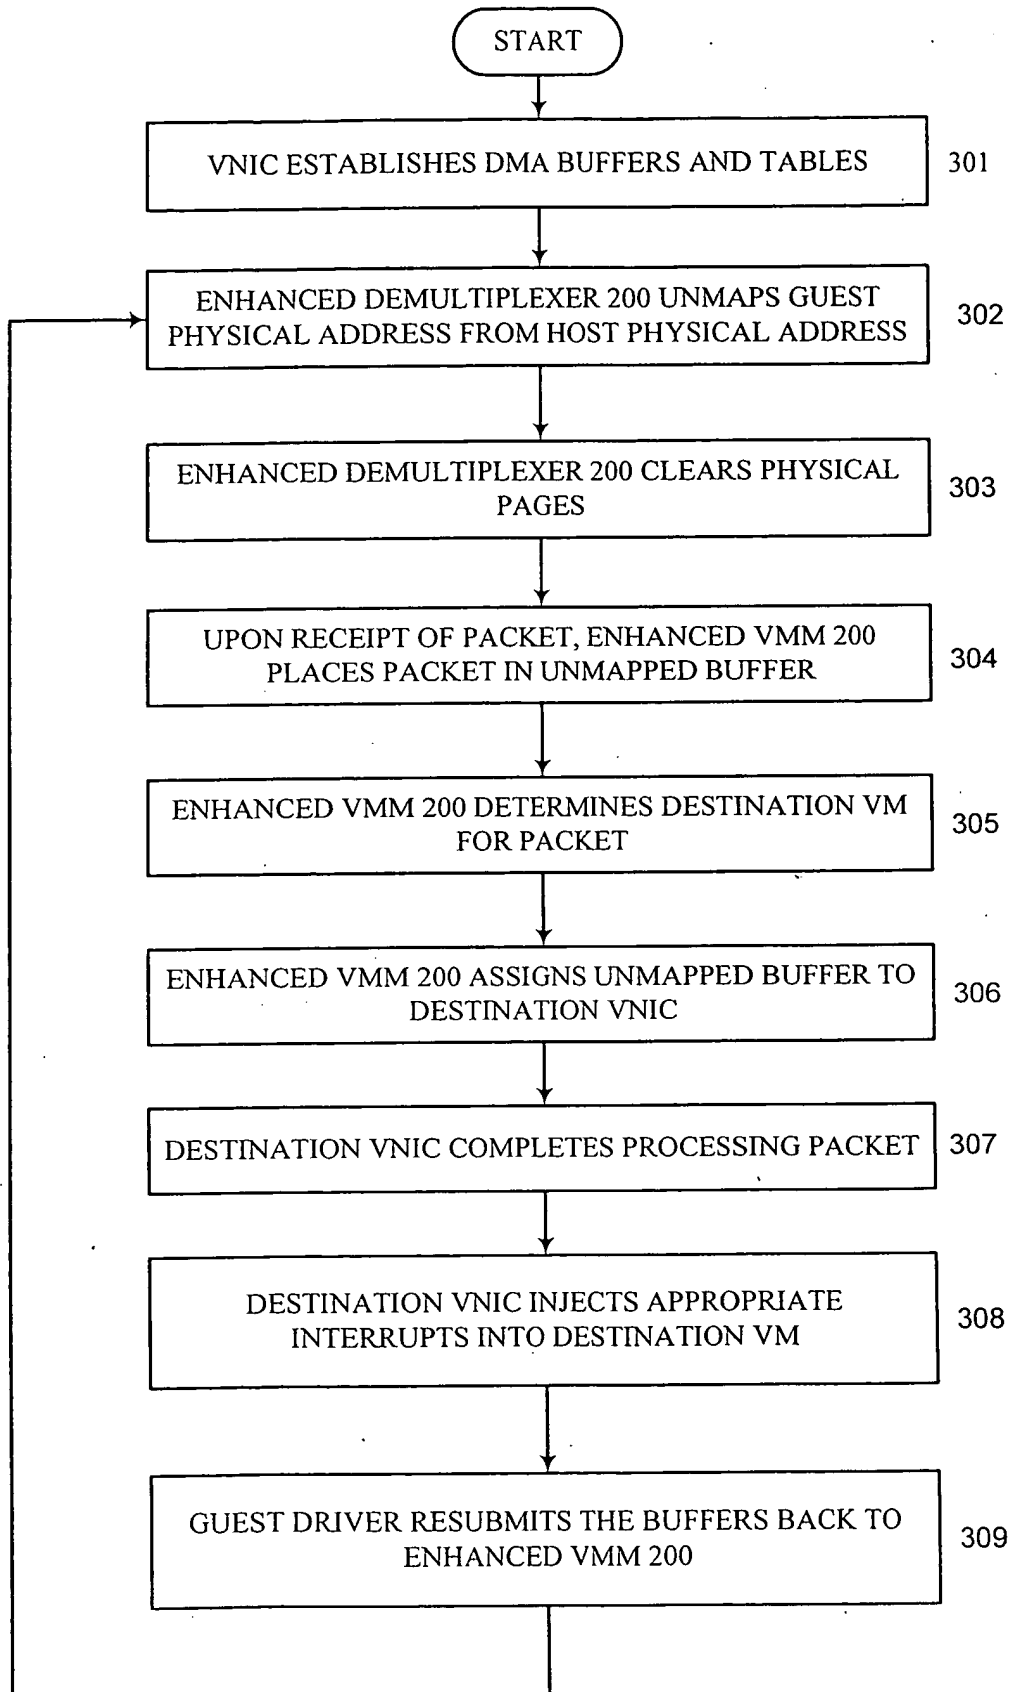 START
VNIC ESTABLISHES DMA BUFFERS AND TABLES
301
ENHANCED DEMULTIPLEXER 200 UNMAPS GUEST
PHYSICAL ADDRESS FROM HOST PHYSICAL ADDRESS
302
ENHANCED DEMULTIPLEXER 200 CLEARS PHYSICAL
PAGES
303
UPON RECEIPT OF PACKET, ENHANCED VMM 200
PLACES PACKET IN UNMAPPED BUFFER
304
ENHANCED VMM 200 DETERMINES DESTINATION VM
FOR PACKET
305
ENHANCED VMM 200 ASSIGNS UNMAPPED BUFFER TO
DESTINATION VNIC
306
DESTINATION VNIC COMPLETES PROCESSING PACKET
307
DESTINATION VNIC INJECTS APPROPRIATE
INTERRUPTS INTO DESTINATION VM
308
GUEST DRIVER RESUBMITS THE BUFFERS BACK TO
ENHANCED VMM 200
309